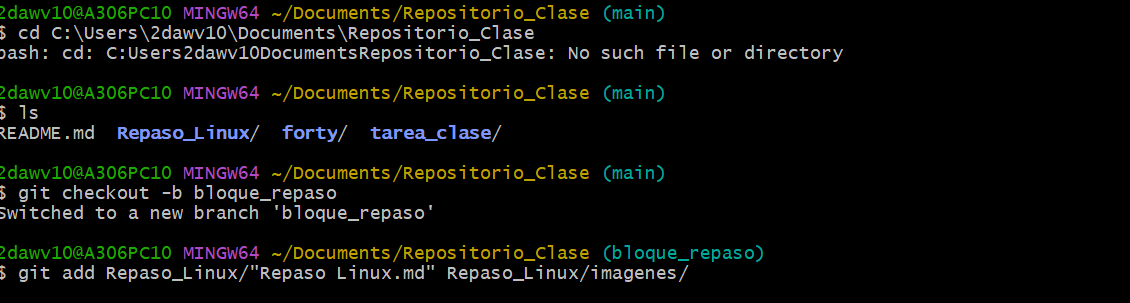 2dawv10@A306PC10 MINGW64 ~/Documents/Repositorio_Clase (main)
$ cd C:\Users\2dawv10\Documents\Repositorio_Clase
bash: cd: C:Users2dawv10DocumentsRepositorio_Clase: No such file or directory
2dawv10@A306PC10 MINGW64 ~/Documents/Repositorio_Clase (main)
$ ls
README.md  Repaso_Linux/  forty/  tarea_clase/
2dawv10@A306PC10 MINGW64 ~/Documents/Repositorio_Clase (main)
$ git checkout -b bloque_repaso
Switched to a new branch 'bloque_repaso'
2dawv10@A306PC10 MINGW64 ~/Documents/Repositorio_Clase (bloque_repaso)
$ git add Repaso_Linux/"Repaso Linux.md" Repaso_Linux/imagenes/